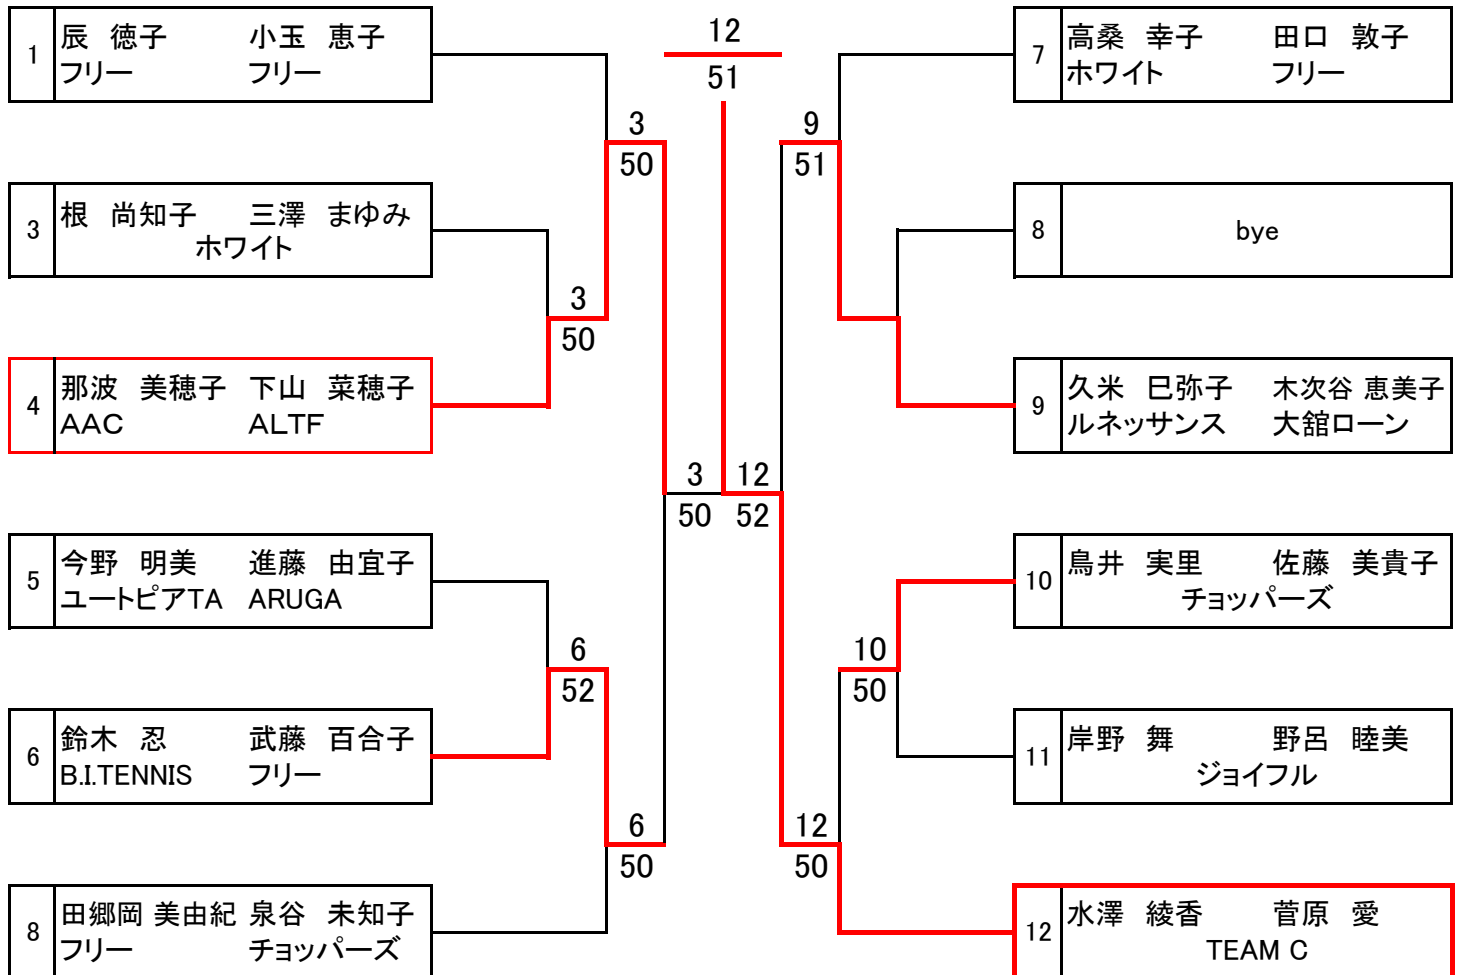 1
辰 徳子 小玉 恵子
フリー フリー
3
根 尚知子 三澤 まゆみ
ホワイト
4
那波 美穂子 下山 菜穂子
AAC ALTF
5
今野 明美 進藤 由宜子
ユートピアTA ARUGA
6
鈴木 忍 武藤 百合子
B.I.TENNIS フリー
8
田郷岡 美由紀 泉谷 未知子
フリー チョッパーズ
3
50
3
50
6
52
6
50
12
51
3
50
12
52
9
51
10
50
12
50
7
高桑 幸子 田口 敦子
ホワイト フリー
8
bye
9
久米 巳弥子 木次谷 恵美子
ルネッサンス 大舘ローン
10
鳥井 実里 佐藤 美貴子
チョッパーズ
11
岸野 舞 野呂 睦美
ジョイフル
12
水澤 綾香 菅原 愛
TEAM C